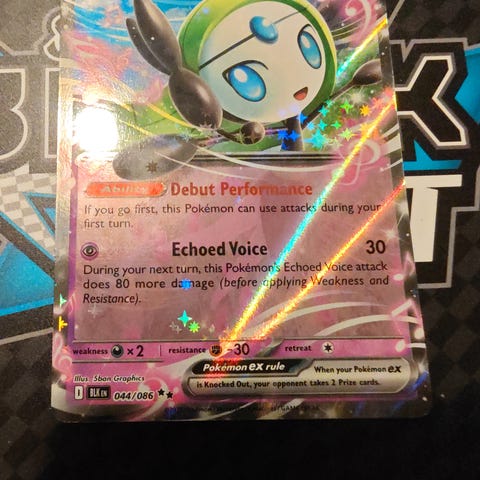 Ability Debut Performance
If you go first, this Pokémon can use attacks during your
first turn.
Echoed Voice 30
During your next turn, this Pokémon's Echoed Voice attack
does 80 more damage (before applying Weakness and
Resistance).
weakness ×2 resistance -30 retreat
Pokémon ex rule When your Pokémon ex
is Knocked Out, your opponent takes 2 Prize cards.
Illus. 5ban Graphics
I BLK EN 044/086